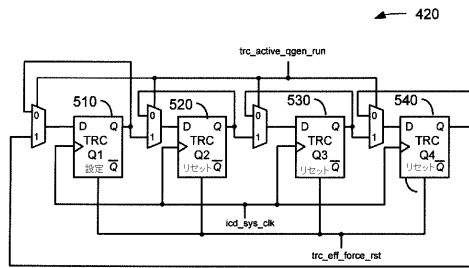 420
trc_active_qgen_run
510
520
530
540
0
1
D Q
TRC
Q1
設定 Q
0
1
D Q
TRC
Q2
リセット Q
0
1
D Q
TRC
Q3
リセット Q
0
1
D Q
TRC
Q4
リセット Q
icd_sys_clk
trc_eff_force_rst